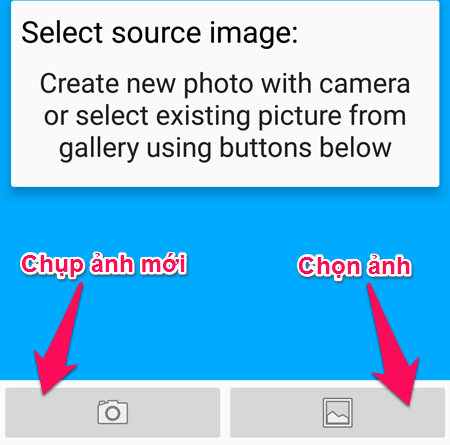 Select source image:
Create new photo with camera
or select existing picture from
gallery using buttons below
Chụp ảnh mới
Chọn ảnh